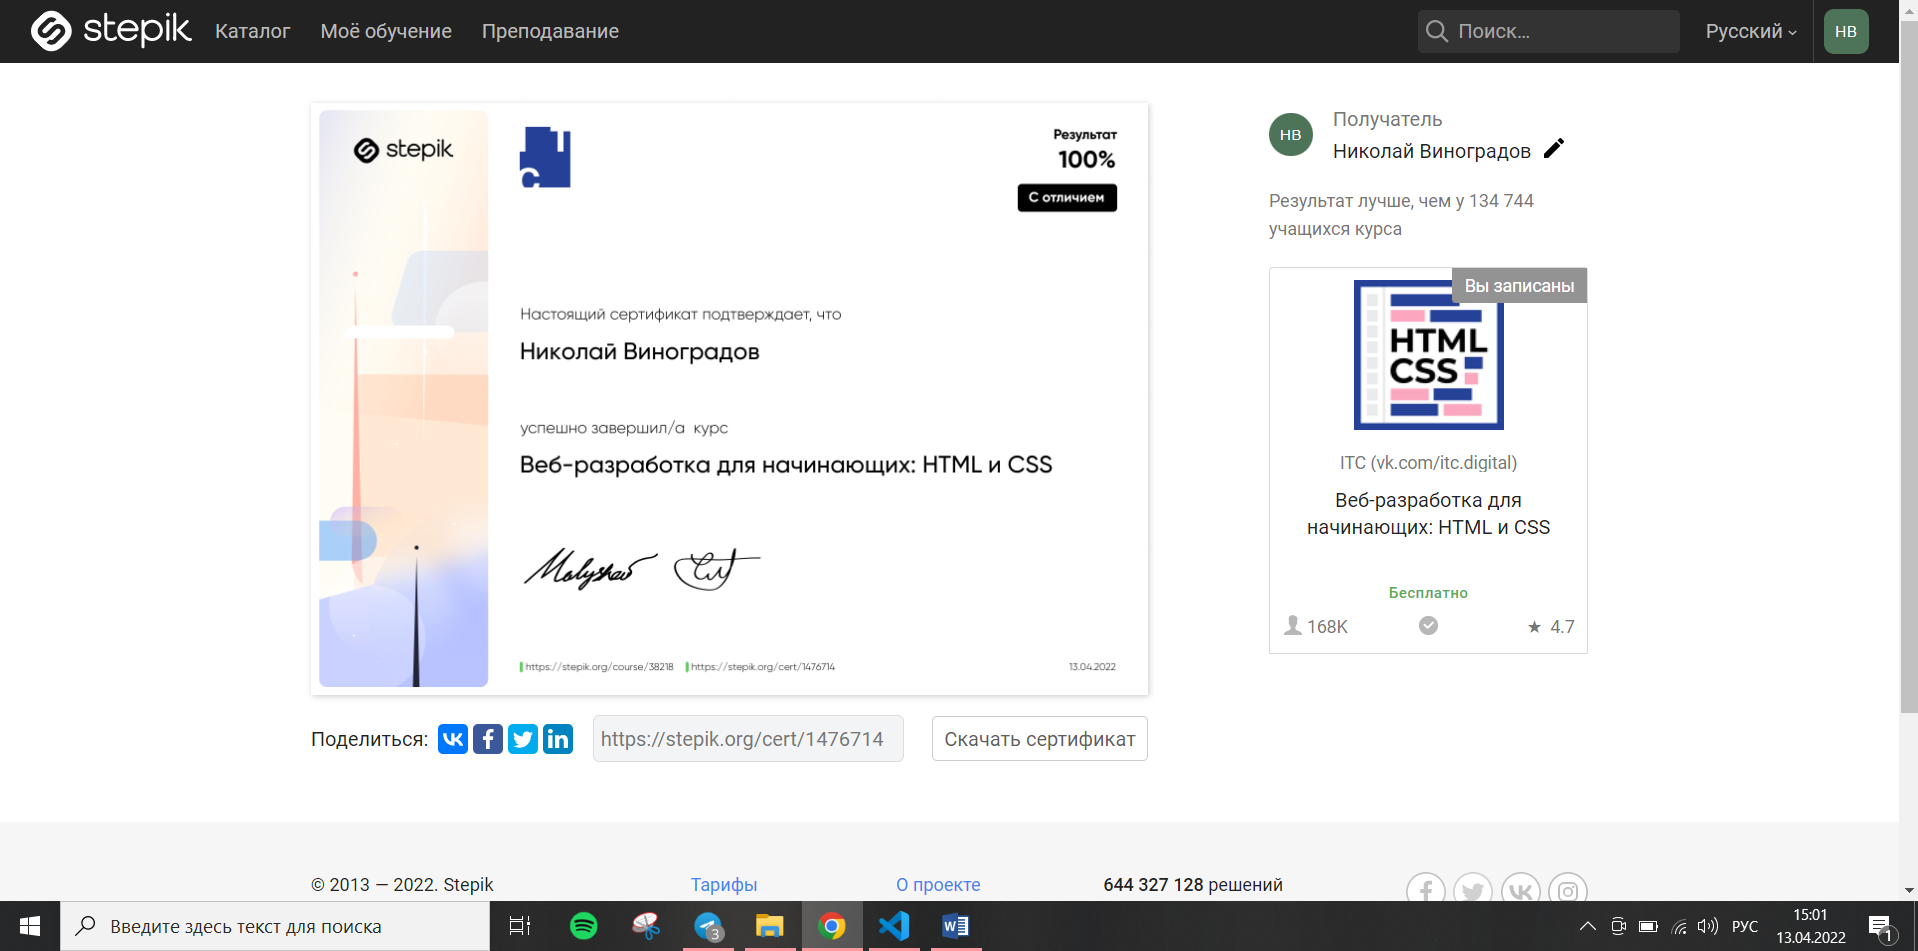 stepik
Каталог
Моё обучение
Преподавание
Поиск...
Русский
НВ
stepik
Результат
100%
С отличием
Настоящий сертификат подтверждает, что
Николай Виноградов
успешно завершил/а курс
Веб-разработка для начинающих: HTML и CSS
https://stepik.org/course/38218
https://stepik.org/cert/1476714
13.04.2022
НВ
Получатель
Николай Виноградов
Результат лучше, чем у 134 744
учащихся курса
Вы записаны
HTML
CSS
ITC (vk.com/itc.digital)
Веб-разработка для
начинающих: HTML и CSS
Бесплатно
168K
4.7
Поделиться:
https://stepik.org/cert/1476714
Скачать сертификат
© 2013 — 2022. Stepik
Тарифы
О проекте
644 327 128 решений
Введите здесь текст для поиска
3
РУС
15:01
13.04.2022
1